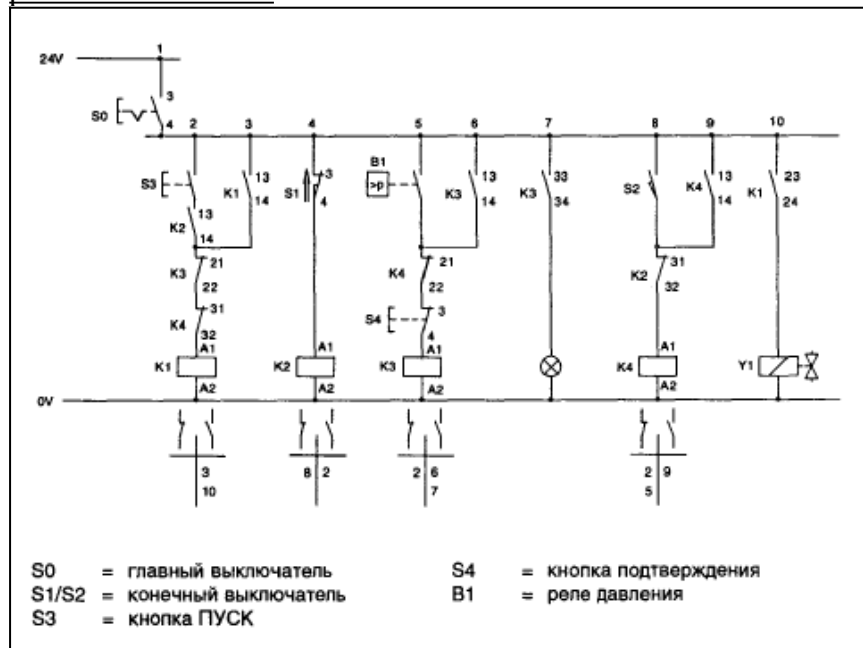 1
24V
3
S0
4
2 3 4 5 6 7 8 9 10
B1
S3 K1 13 14 S1 3 4 >p K3 13 14 K3 33 34 S2 K4 13 14 K1 23 24
K2 13 14
K3 21 22 K4 21 22 K2 31 32
K4 31 32 S4 3 4
K1 A1 A2 K2 A1 A2 K3 A1 A2 K4 A1 A2 Y1
0V
3 8 2 2 6 2 9
10 7 5
S0 = главный выключатель
S1/S2 = конечный выключатель
S3 = кнопка ПУСК
S4 = кнопка подтверждения
B1 = реле давления